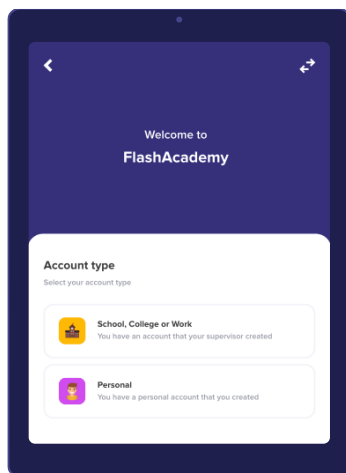 Welcome to
FlashAcademy
Account type
Select your account type
School, College or Work
You have an account that your supervisor created
Personal
You have a personal account that you created